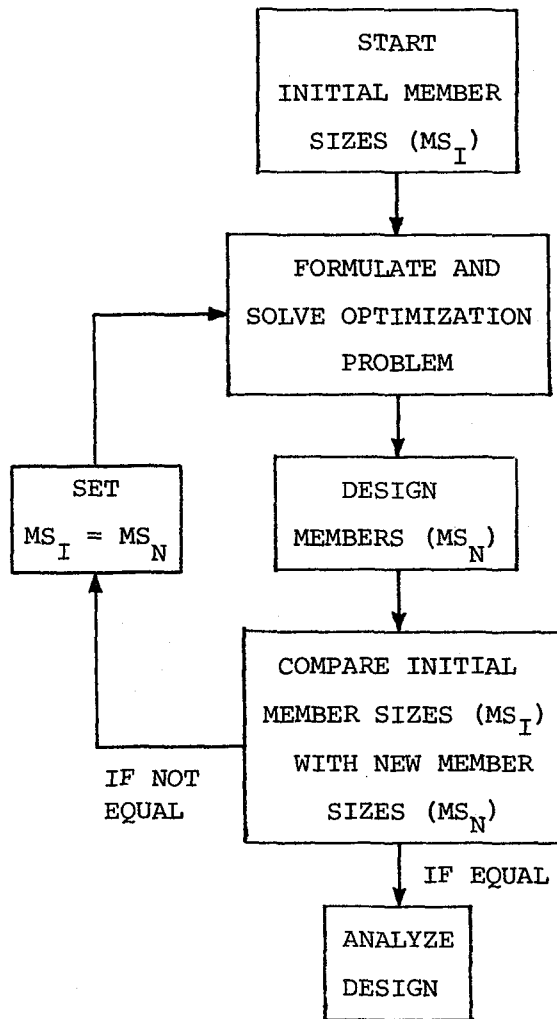 START
INITIAL MEMBER
SIZES (MS_I)
FORMULATE AND
SOLVE OPTIMIZATION
PROBLEM
SET
MS_I = MS_N
DESIGN
MEMBERS (MS_N)
COMPARE INITIAL
MEMBER SIZES (MS_I)
WITH NEW MEMBER
SIZES (MS_N)
IF NOT
EQUAL
IF EQUAL
ANALYZE
DESIGN